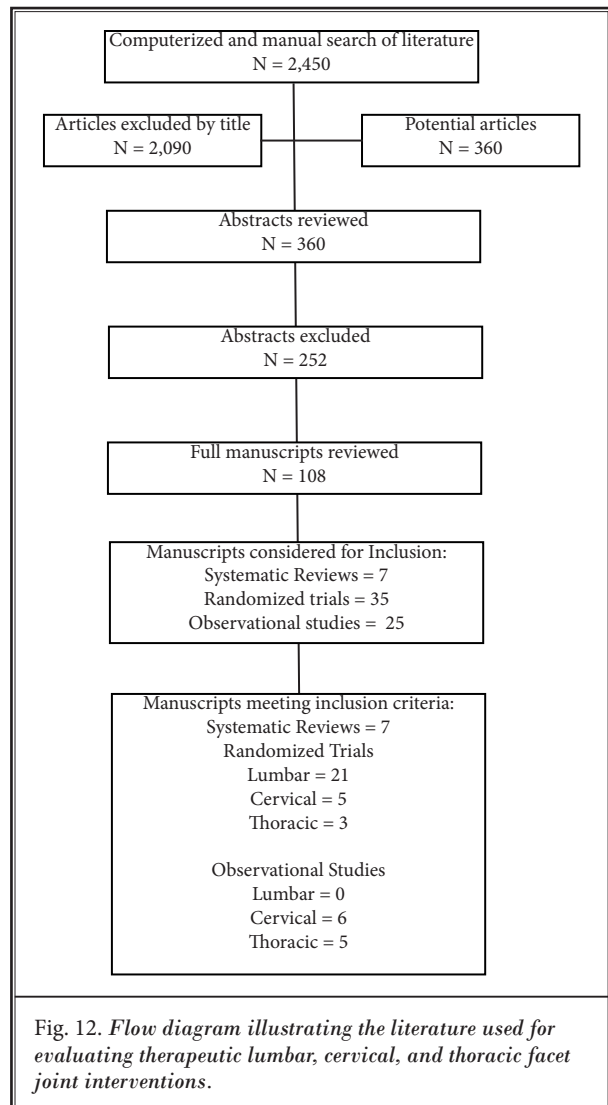 Computerized and manual search of literature
N = 2,450
Articles excluded by title
N = 2,090
Potential articles
N = 360
Abstracts reviewed
N = 360
Abstracts excluded
N = 252
Full manuscripts reviewed
N = 108
Manuscripts considered for Inclusion:
Systematic Reviews = 7
Randomized trials = 35
Observational studies = 25
Manuscripts meeting inclusion criteria:
Systematic Reviews = 7
Randomized Trials
Lumbar = 21
Cervical = 5
Thoracic = 3
Observational Studies
Lumbar = 0
Cervical = 6
Thoracic = 5
Fig. 12. Flow diagram illustrating the literature used for
evaluating therapeutic lumbar, cervical, and thoracic facet
joint interventions.